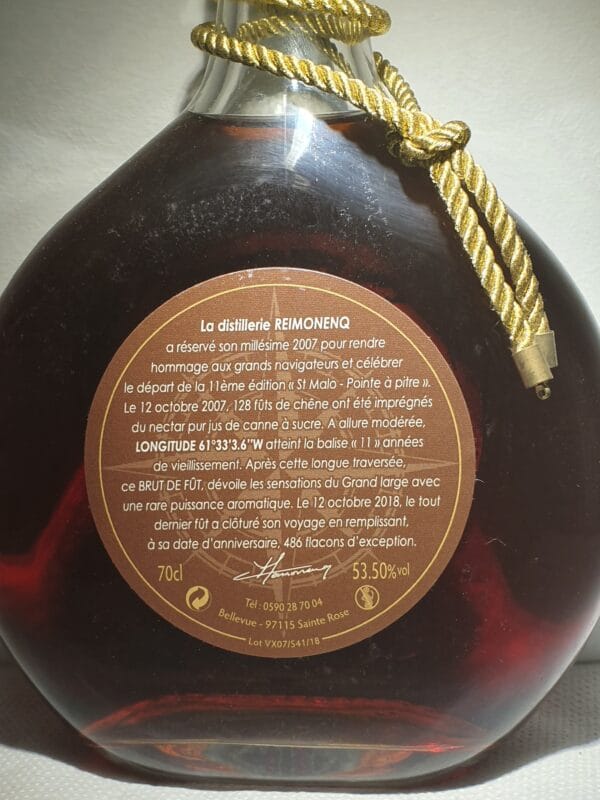 La distillerie REIMONENQ
a réservé son millésime 2007 pour rendre
hommage aux grands navigateurs et célébrer
le départ de la 11ème édition « St Malo - Pointe à pitre ».
Le 12 octobre 2007, 128 fûts de chêne ont été imprégnés
du nectar pur jus de canne à sucre. A allure modérée,
LONGITUDE 61°33'3.6"W atteint la balise « 11 » années
de vieillissement. Après cette longue traversée,
ce BRUT DE FÛT, dévoile les sensations du Grand large avec
une rare puissance aromatique. Le 12 octobre 2018, le tout
dernier fût a clôturé son voyage en remplissant,
à sa date d'anniversaire, 486 flacons d'exception.
70cl
53.50%vol
Tél : 0590 28 70 04
Bellevue - 97115 Sainte Rose
Lot VX07/S41/18